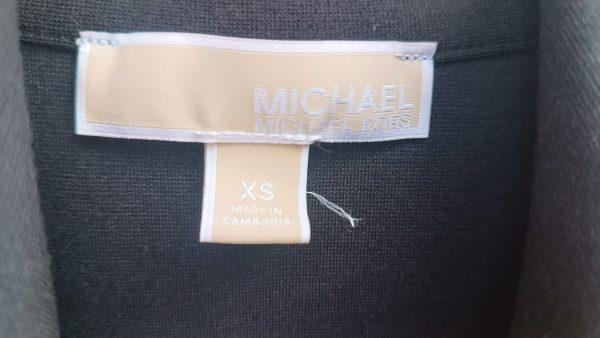 MICHAEL
MICHAEL KORS
XS
MADE IN
CAMBODIA